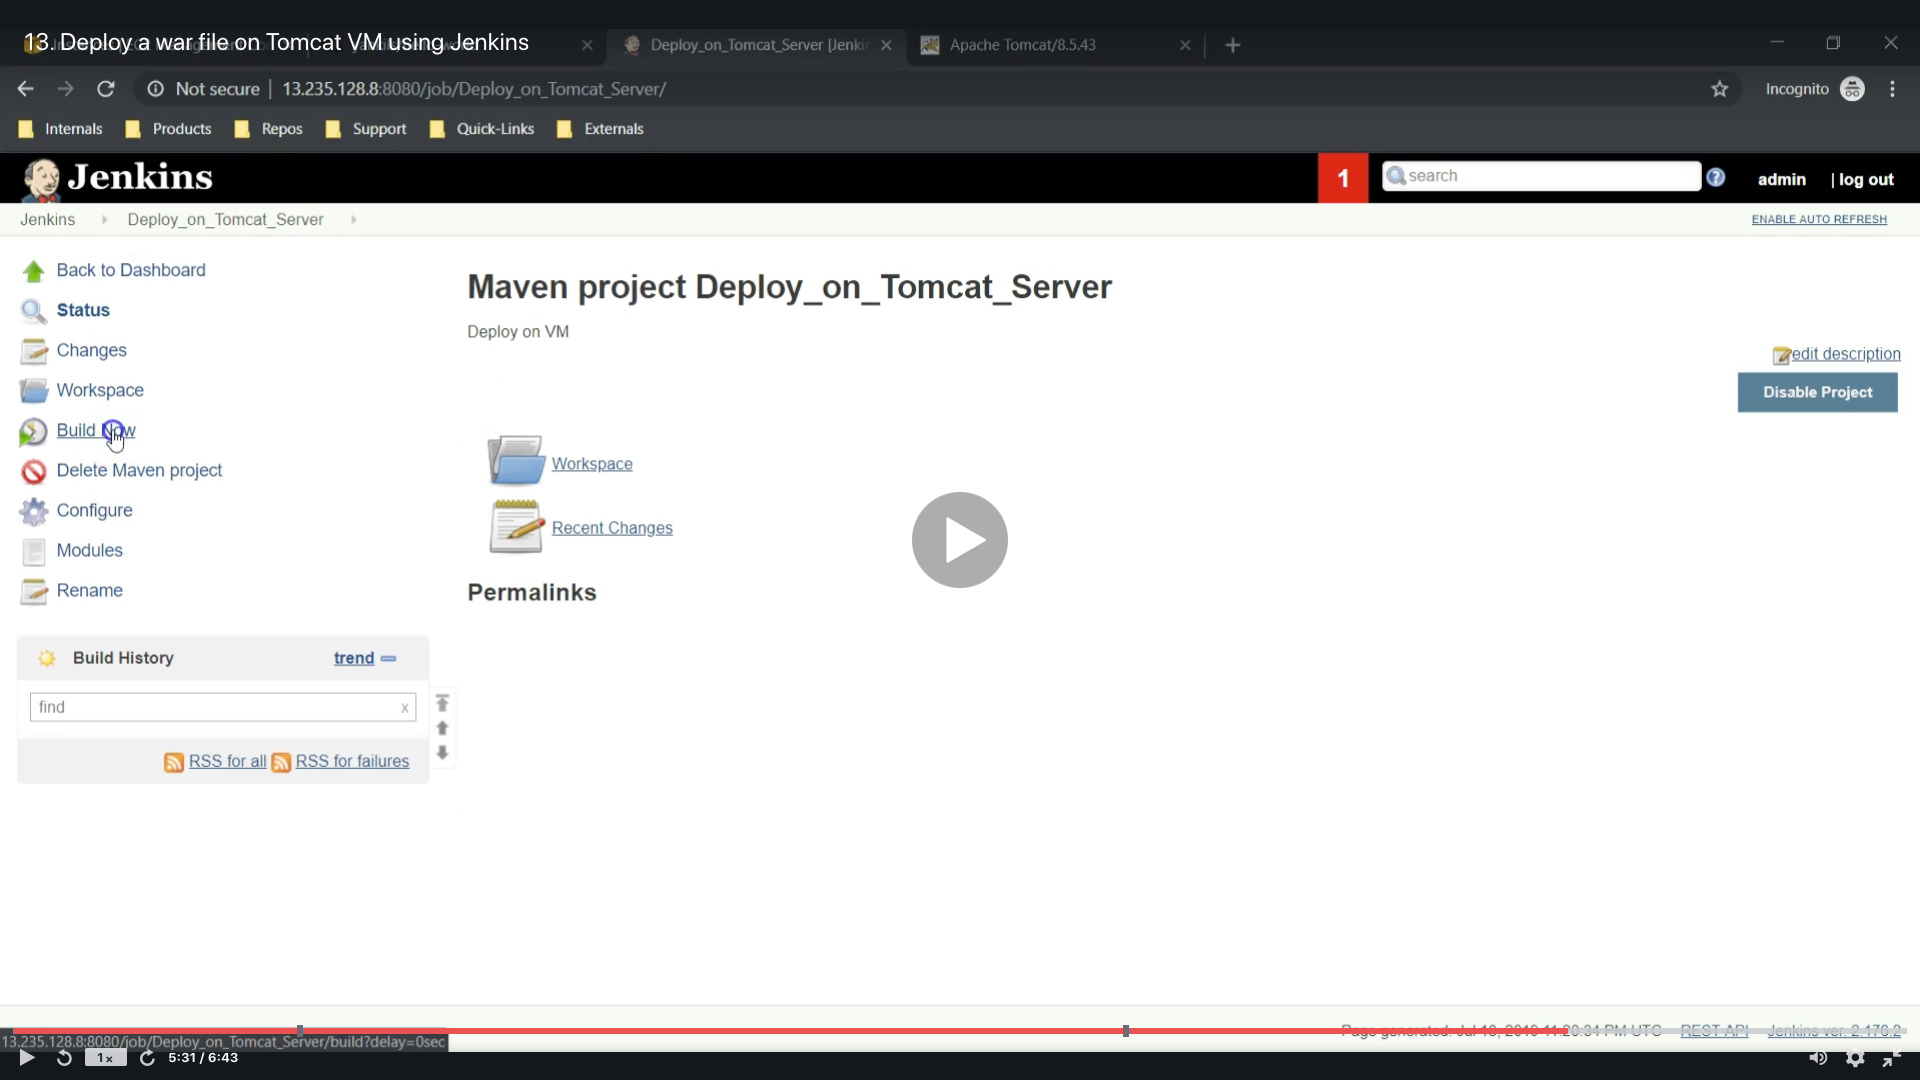 13. Deploy a war file on Tomcat VM using Jenkins
Deploy_on_Tomcat_Server [Jenki
Apache Tomcat/8.5.43
Not secure
13.235.128.8:8080/job/Deploy_on_Tomcat_Server/
Incognito
Internals
Products
Repos
Support
Quick-Links
Externals
Jenkins
1
search
admin
| log out
Jenkins
Deploy_on_Tomcat_Server
ENABLE AUTO REFRESH
Back to Dashboard
Status
Changes
Workspace
Build Now
Delete Maven project
Configure
Modules
Rename
Maven project Deploy_on_Tomcat_Server
Deploy on VM
edit description
Disable Project
Workspace
Recent Changes
Permalinks
Build History
trend
find
x
RSS for all
RSS for failures
REST API
Jenkins ver. 2.176.2
13.235.128.8:8080/job/Deploy_on_Tomcat_Server/build?delay=0sec
1x
5:31 / 6:43